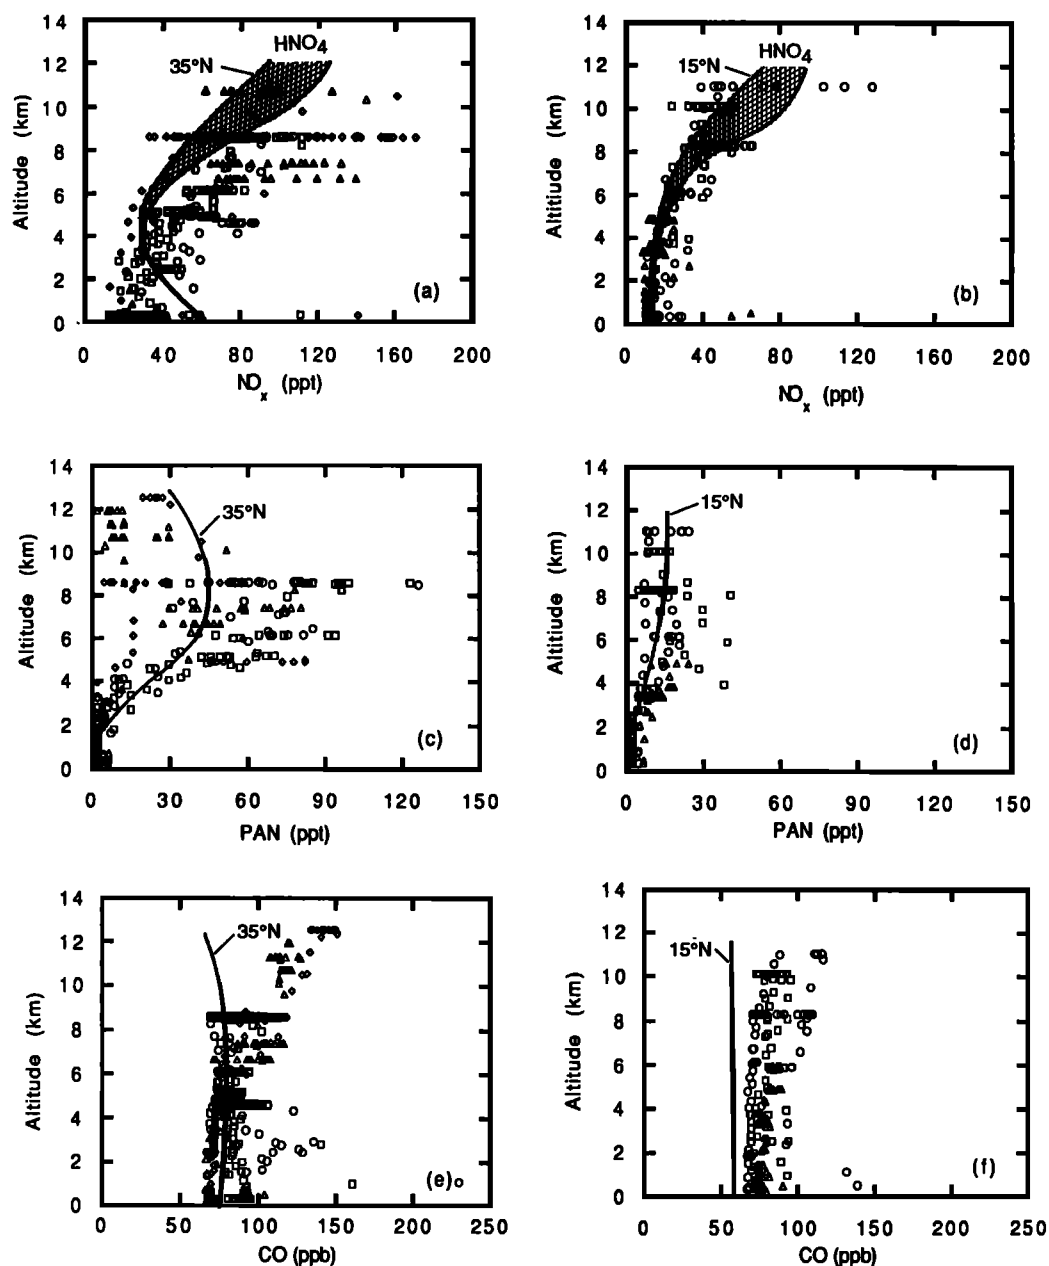 14
12
10
8
6
4
2
0
Altitude (km)
HNO4
35°N
(a)
0 40 80 120 160 200
NOx (ppt)
14
12
10
8
6
4
2
0
Altitude (km)
HNO4
15°N
(b)
0 40 80 120 160 200
NOx (ppt)
14
12
10
8
6
4
2
0
Altitude (km)
35°N
(c)
0 30 60 90 120 150
PAN (ppt)
14
12
10
8
6
4
2
0
Altitude (km)
15°N
(d)
0 30 60 90 120 150
PAN (ppt)
14
12
10
8
6
4
2
0
Altitude (km)
35°N
(e)
0 50 100 150 200 250
CO (ppb)
14
12
10
8
6
4
2
0
Altitude (km)
15°N
(f)
0 50 100 150 200 250
CO (ppb)